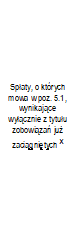 Spłaty, o których
mowa w poz. 5.1,
wynikające
wyłącznie z tytułu
zobowiązań już
zaciągniętych x